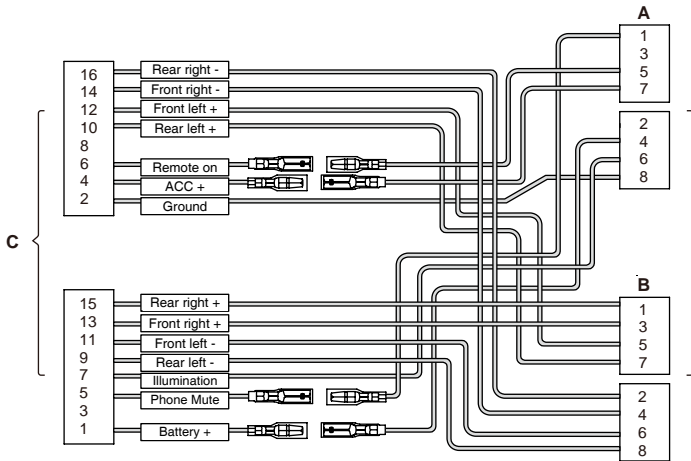 A
1
3
5
7
2
4
6
8
C
16 Rear right -
14 Front right -
12 Front left +
10 Rear left +
8
6 Remote on
4 ACC +
2 Ground
15 Rear right +
13 Front right +
11 Front left -
9 Rear left -
7 Illumination
5 Phone Mute
3
1 Battery +
B
1
3
5
7
2
4
6
8